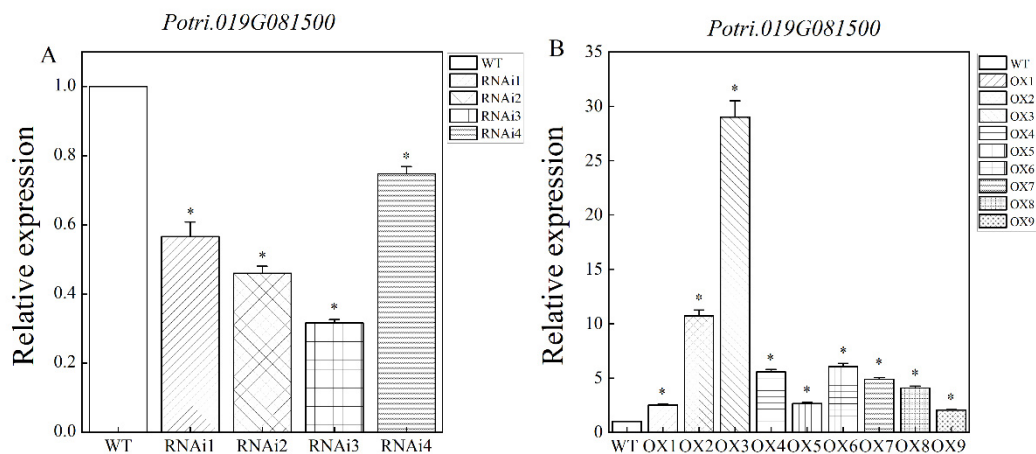 Potri.019G081500
A
Relative expression
1.0
0.8
0.6
0.4
0.2
0.0
*
*
*
*
WT
RNAi1
RNAi2
RNAi3
RNAi4
WT
RNAi1
RNAi2
RNAi3
RNAi4
Potri.019G081500
B
Relative expression
35
30
25
20
15
10
5
0
*
*
*
*
*
*
*
*
*
WT
OX1
OX2
OX3
OX4
OX5
OX6
OX7
OX8
OX9
WT
OX1
OX2
OX3
OX4
OX5
OX6
OX7
OX8
OX9